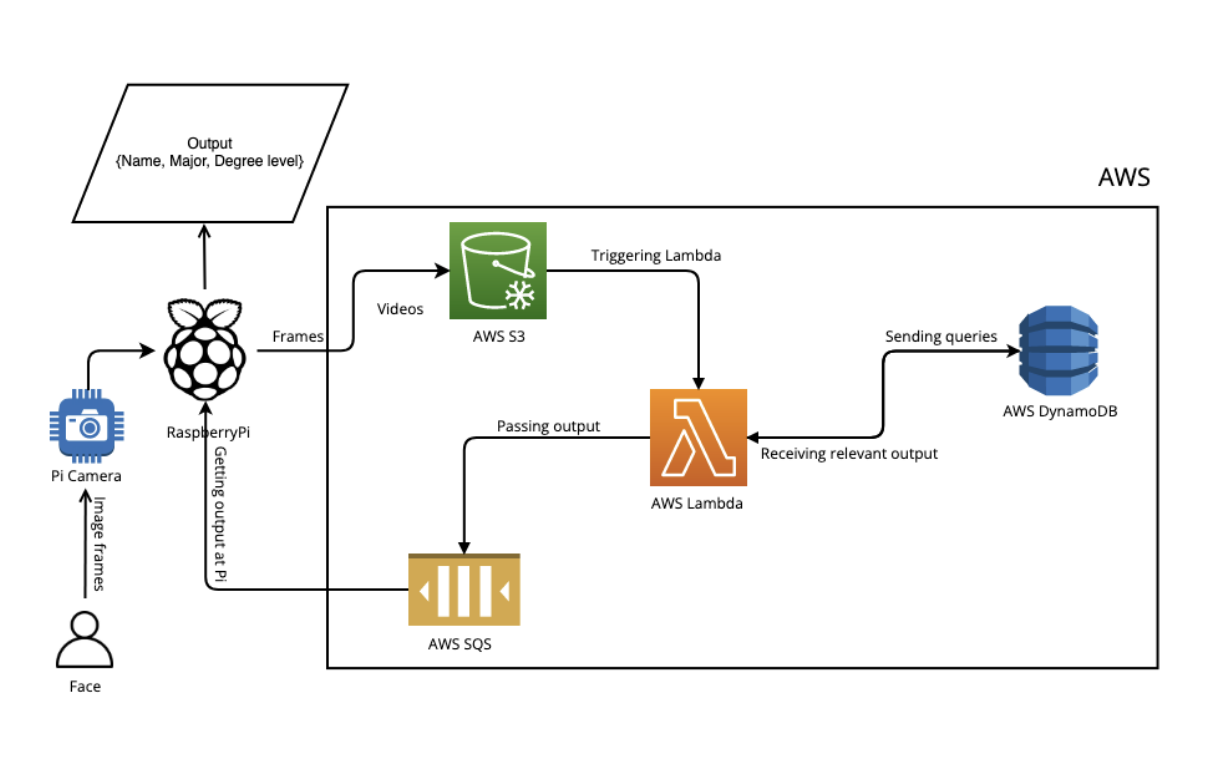 Output
{Name, Major, Degree level}
AWS
Triggering Lambda
Videos
Frames
AWS S3
Sending queries
AWS DynamoDB
RaspberryPi
Passing output
Receiving relevant output
Getting output at Pi
Pi Camera
AWS Lambda
Image frames
AWS SQS
Face